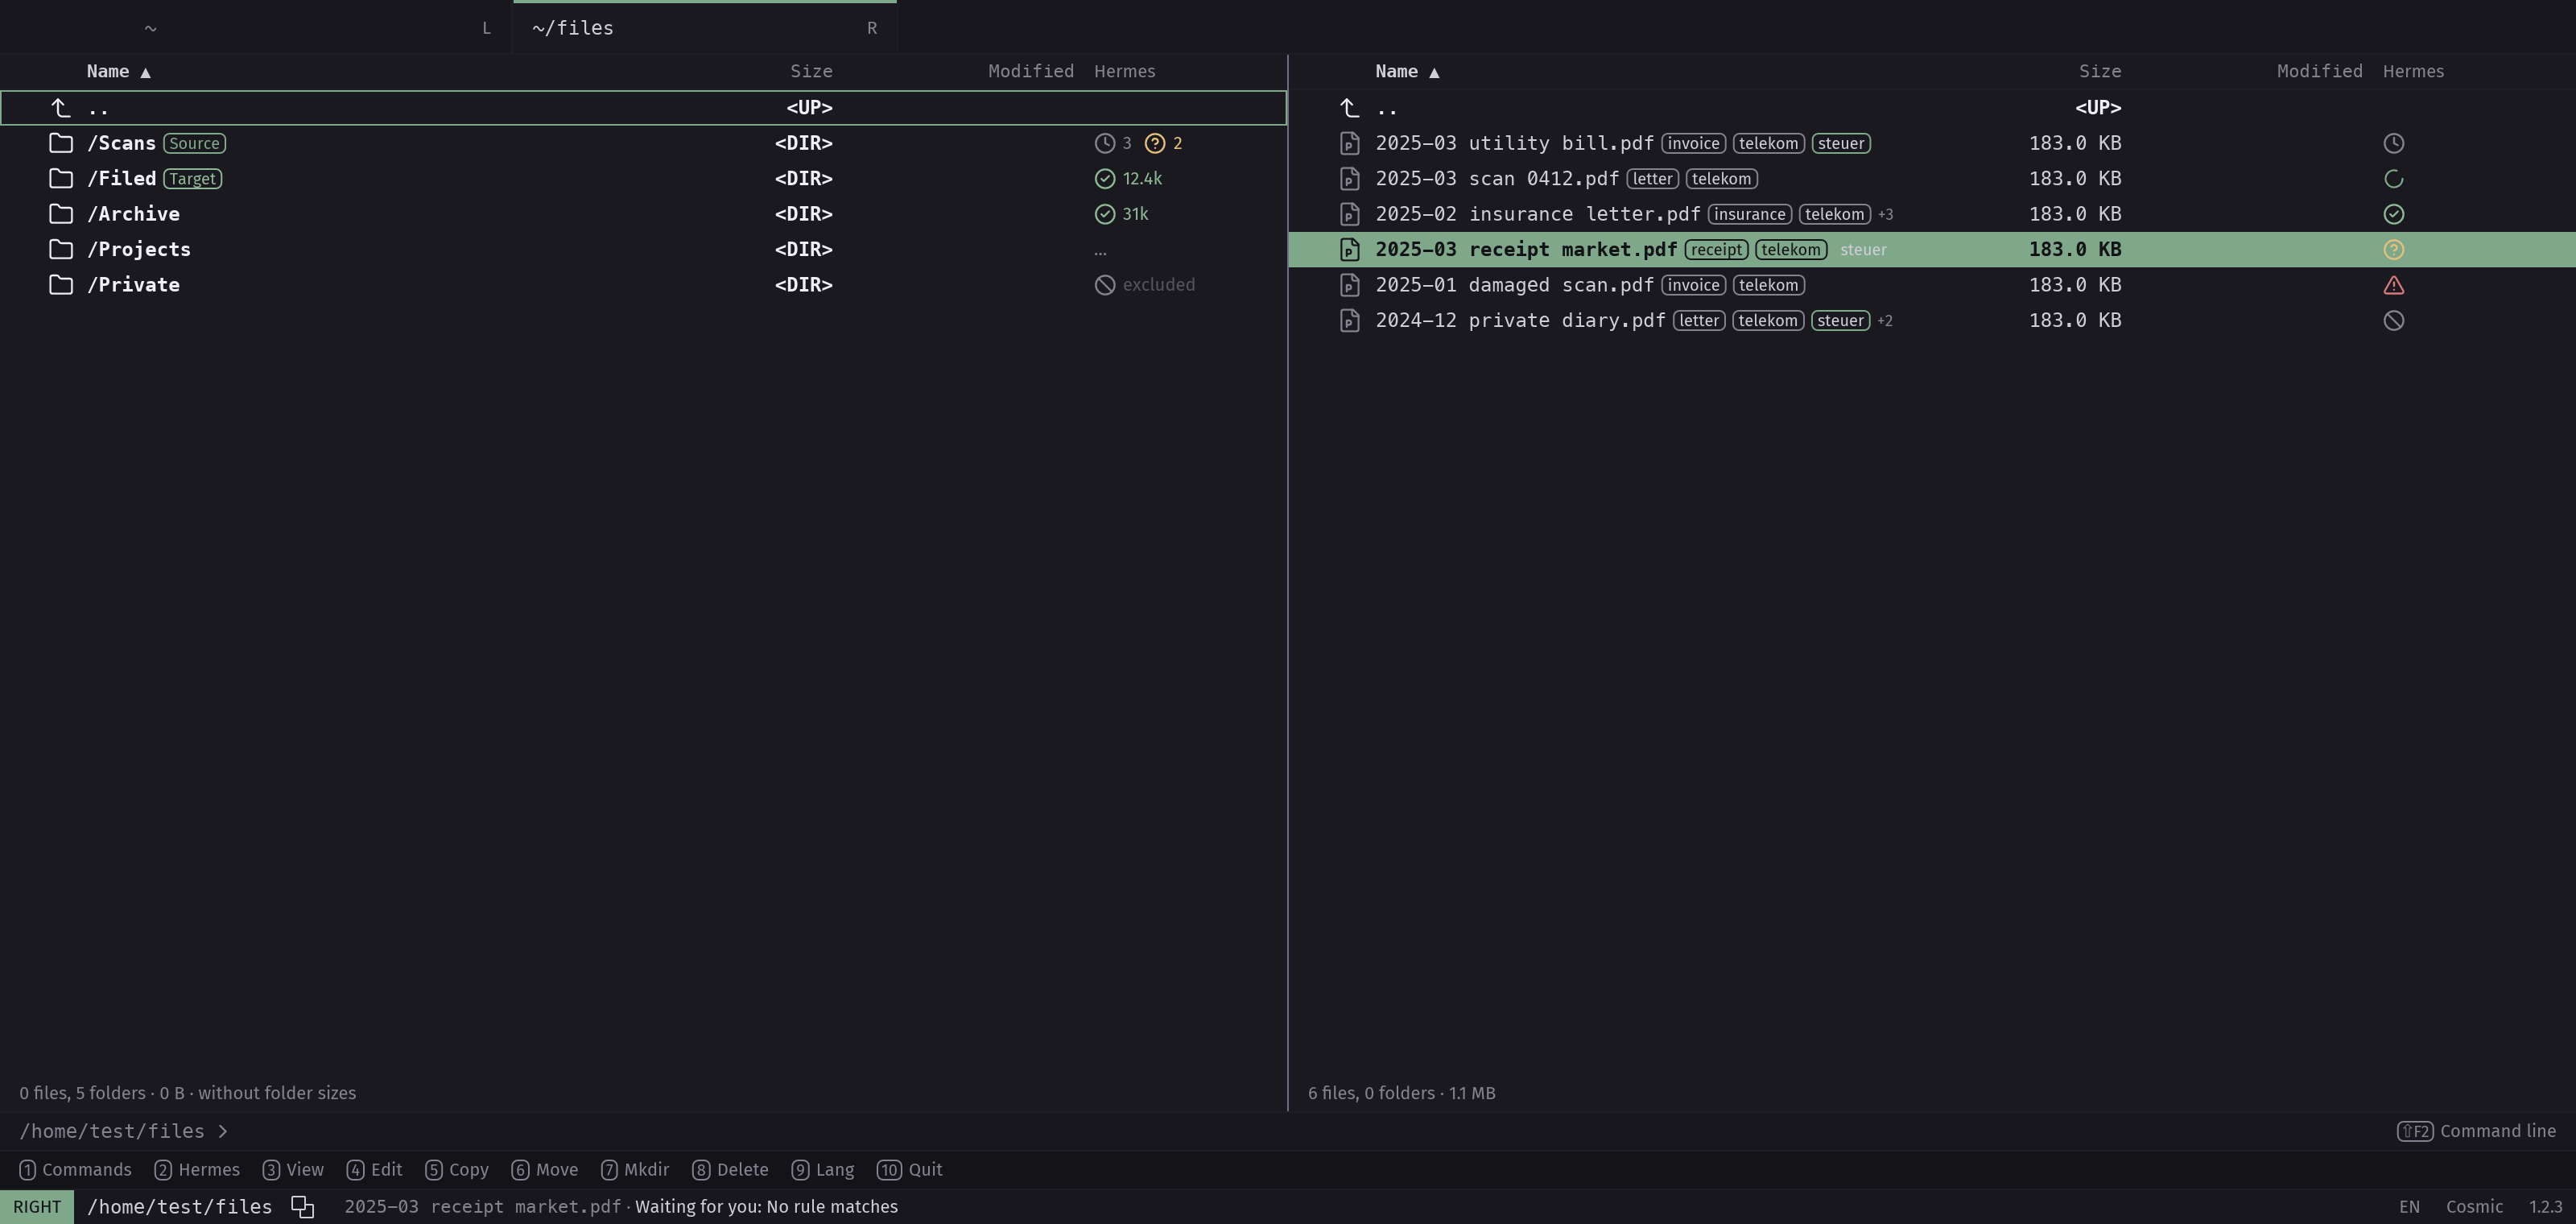 ~ L ~/files R
Name ▲ Size Modified Hermes
.. <UP>
/Scans Source <DIR> 3 2
/Filed Target <DIR> 12.4k
/Archive <DIR> 31k
/Projects <DIR> ...
/Private <DIR> excluded
0 files, 5 folders · 0 B · without folder sizes
Name ▲ Size Modified Hermes
.. <UP>
2025-03 utility bill.pdf invoice telekom steuer 183.0 KB
2025-03 scan 0412.pdf letter telekom 183.0 KB
2025-02 insurance letter.pdf insurance telekom +3 183.0 KB
2025-03 receipt market.pdf receipt telekom steuer 183.0 KB
2025-01 damaged scan.pdf invoice telekom 183.0 KB
2024-12 private diary.pdf letter telekom steuer +2 183.0 KB
6 files, 0 folders · 1.1 MB
/home/test/files > ⇧F2 Command line
1 Commands 2 Hermes 3 View 4 Edit 5 Copy 6 Move 7 Mkdir 8 Delete 9 Lang 10 Quit
RIGHT /home/test/files 2025-03 receipt market.pdf · Waiting for you: No rule matches EN Cosmic 1.2.3